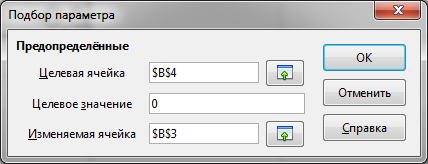 Подбор параметра
Предопределённые
Целевая ячейка $B$4
Целевое значение 0
Изменяемая ячейка $B$3
OK
Отменить
Справка